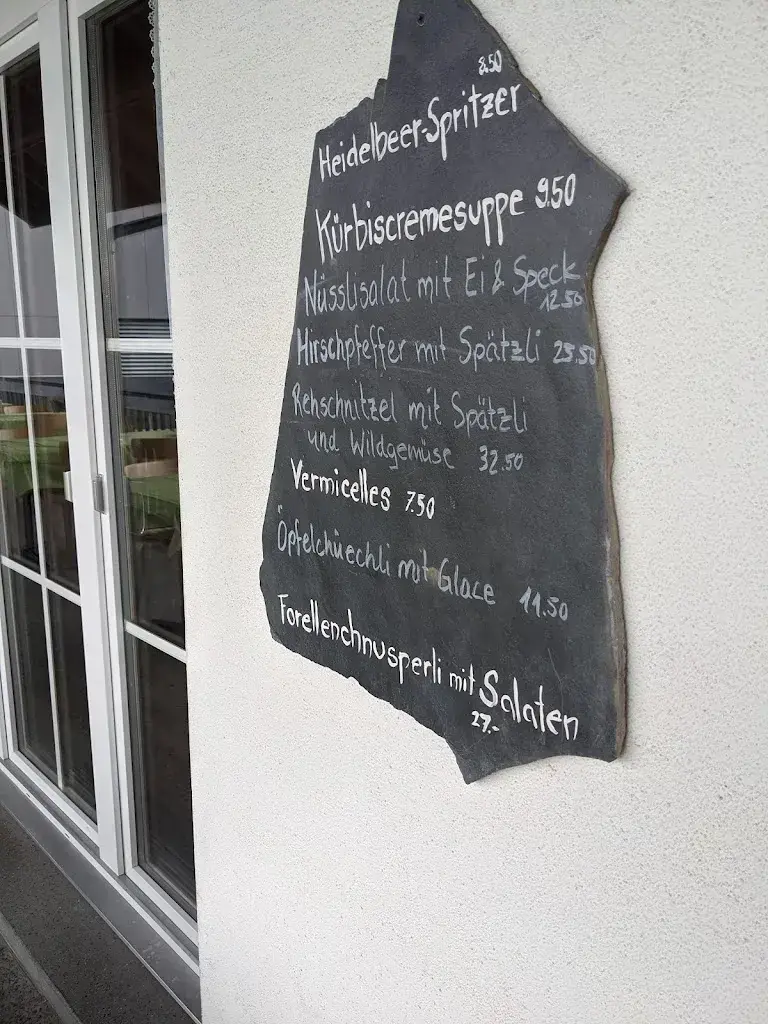 8.50
Heidelbeer-Spritzer
Kürbiscremesuppe 9.50
Nüsslisalat mit Ei & Speck
12.50
Hirschpfeffer mit Spätzli 25.50
Rehschnitzel mit Spätzli
und Wildgemüse 32.50
Vermicelles 7.50
Öpfelchüechli mit Glace 11.50
Forellenchnusperli mit Salaten
27.-